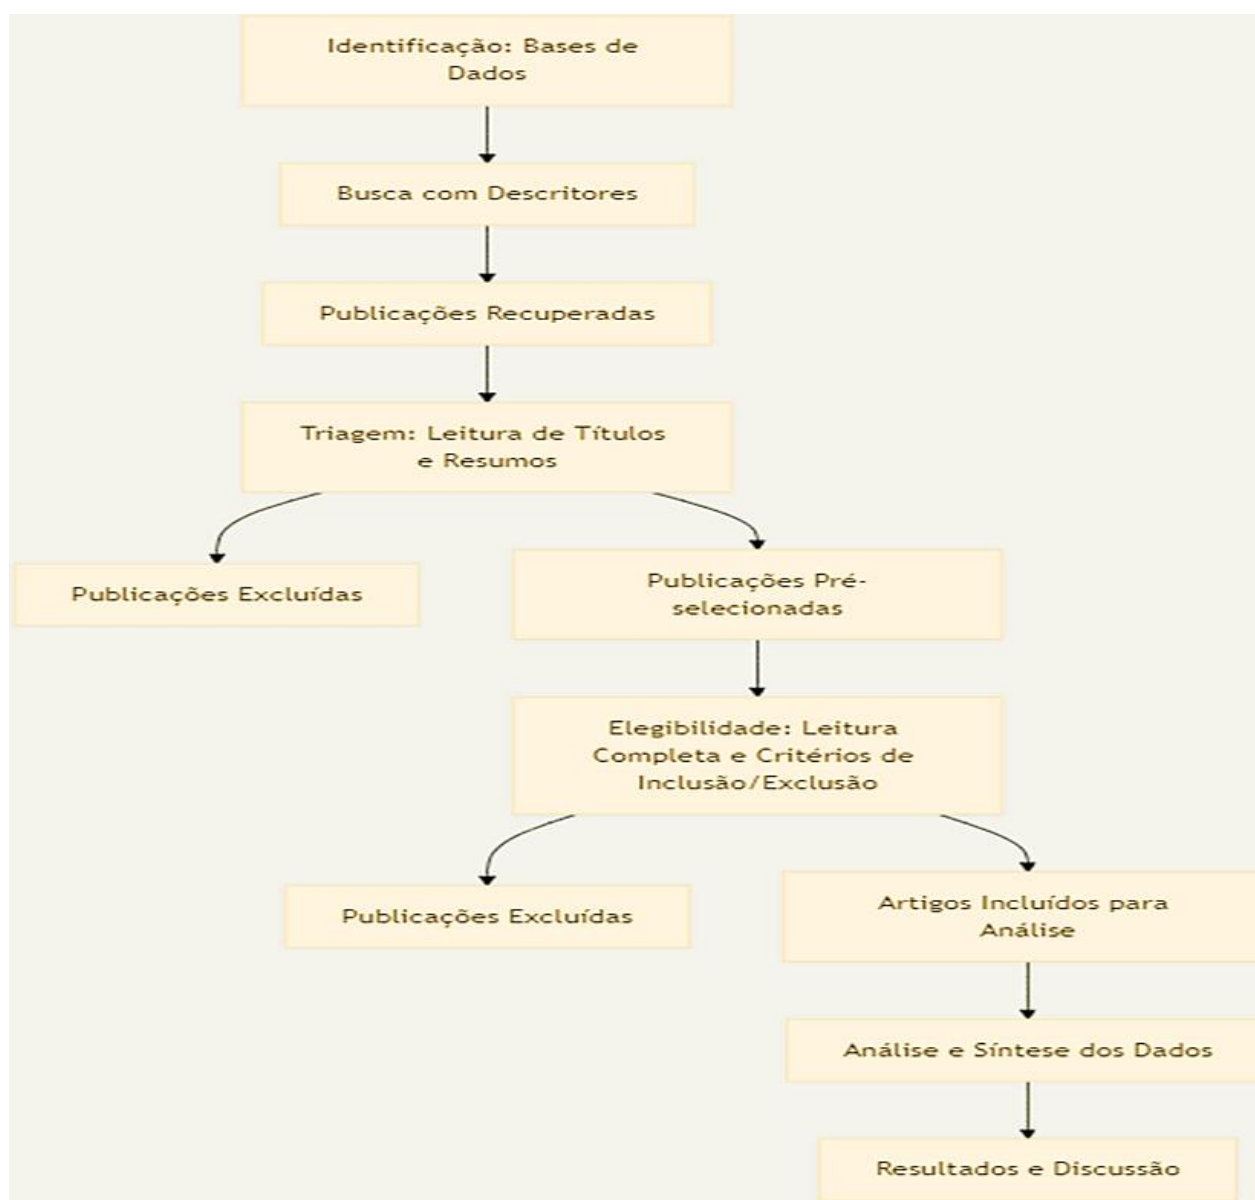 Identificação: Bases de
Dados
Busca com Descritores
Publicações Recuperadas
Triagem: Leitura de Títulos
e Resumos
Publicações Excluídas
Publicações Pré-
selecionadas
Elegibilidade: Leitura
Completa e Critérios de
Inclusão/Exclusão
Publicações Excluídas
Artigos Incluídos para
Análise
Análise e Síntese dos Dados
Resultados e Discussão